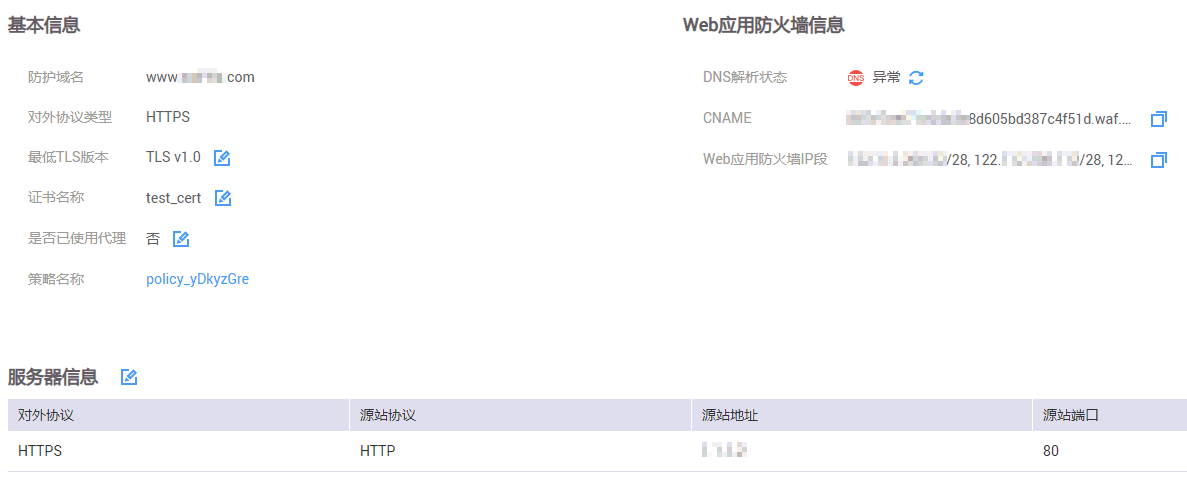 基本信息
防护域名 www. .com
对外协议类型 HTTPS
最低TLS版本 TLS v1.0
证书名称 test_cert
是否已使用代理 否
策略名称 policy_yDkyzGre
Web应用防火墙信息
DNS解析状态 DNS 异常
CNAME 8d605bd387c4f51d.waf....
Web应用防火墙IP段 /28, 122. /28, 12...
服务器信息
对外协议 源站协议 源站地址 源站端口
HTTPS HTTP 80